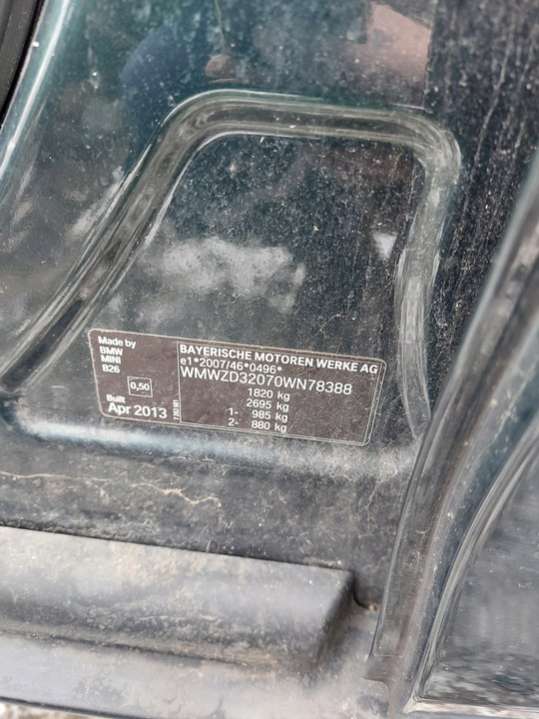 Made by
BMW
MINI
B26
0,50
Built
Apr 2013
BAYERISCHE MOTOREN WERKE AG
e1*2007/46*0496*
WMWZD32070WN78388
1820 kg
2695 kg
1- 985 kg
2- 880 kg